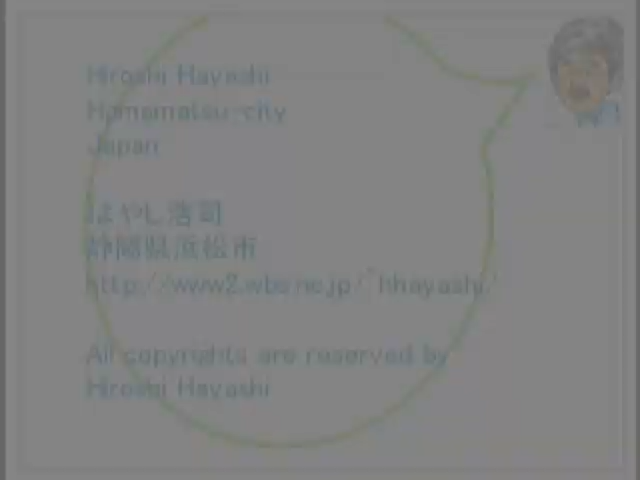 Hiroshi Hayashi
Hamamatsu-city
Japan
はやし浩司
静岡県浜松市
http://www2.wbs.ne.jp/~hhayashi/
All copyrights are reserved by
Hiroshi Hayashi